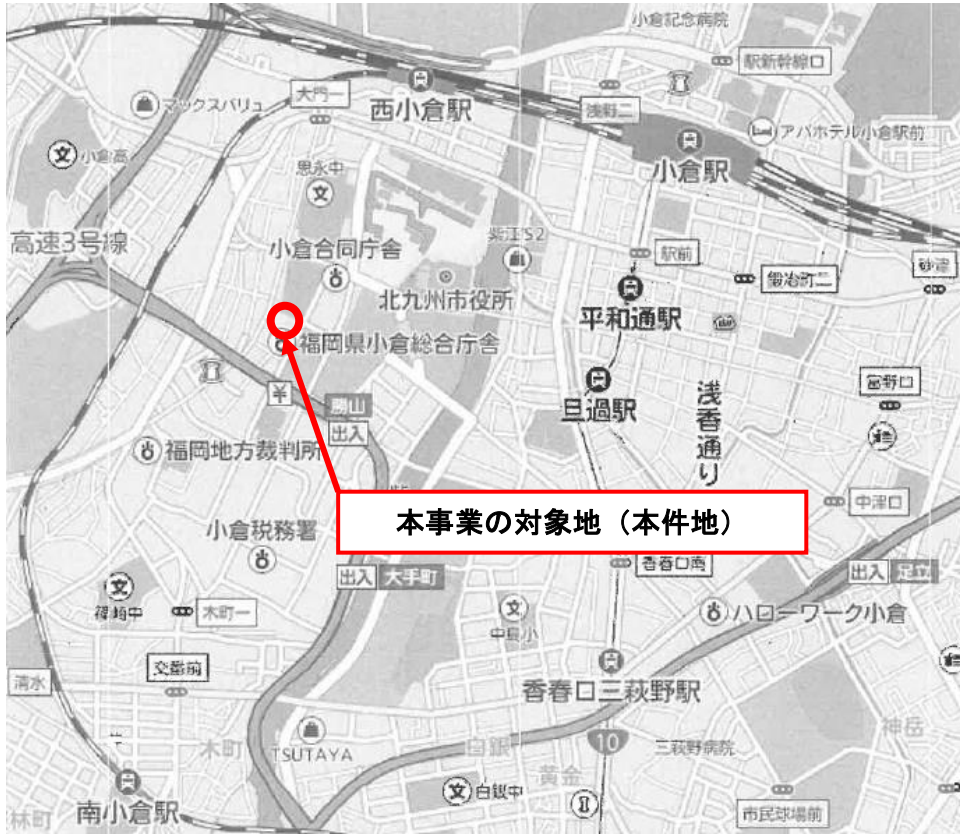 小倉記念病院
駅新幹線口
大門一
マックスバリュ
西小倉駅
浅野二
アパホテル小倉駅前
小倉高
思永中
小倉駅
高速3号線
小倉合同庁舎
駅前
砂津
鍛冶町二
北九州市役所
平和通駅
福岡県小倉総合庁舎
¥
勝山
出入
旦過駅
浅香通り
富野口
福岡地方裁判所
本事業の対象地(本件地)
中津口
小倉税務署
香春口南
出入 大手町
出入 足立
篠崎中
木町一
中島小
ハローワーク小倉
交番前
清水
香春口三萩野駅
神岳
木町
TSUTAYA
白銀
10
三萩野病院
黄金
南小倉駅
白銀中
林町
市民球場前